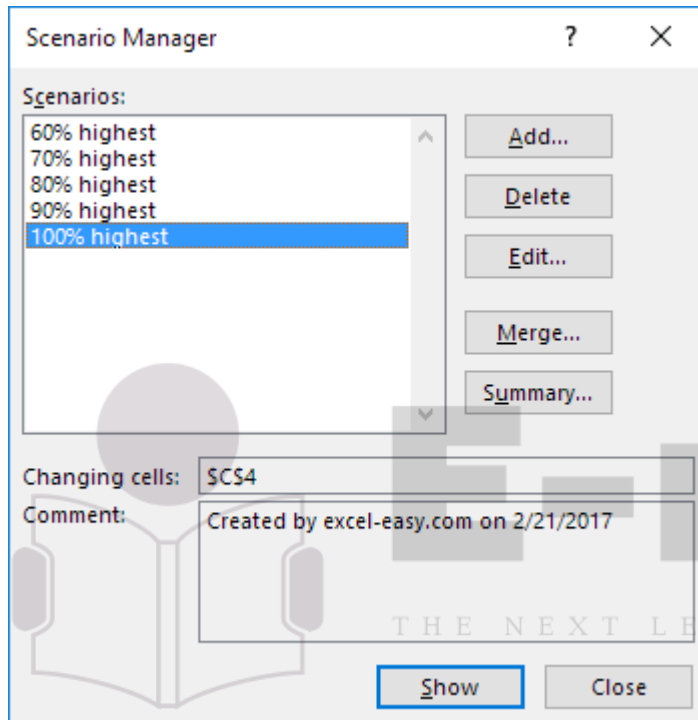 Scenario Manager
?
Scenarios:
60% highest
70% highest
80% highest
90% highest
100% highest
Add...
Delete
Edit...
Merge...
Summary...
Changing cells: $C$4
Comment: Created by excel-easy.com on 2/21/2017
THE NEXT
Show Close